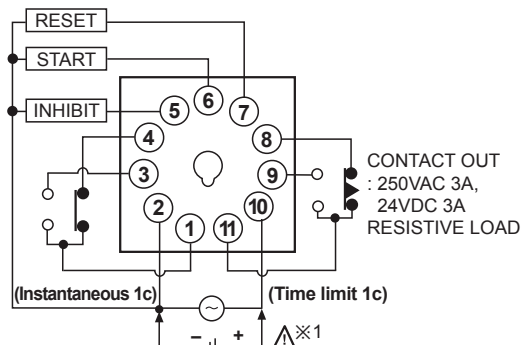 RESET
START
INHIBIT
6
5
7
4
8
3
9
2
10
1
11
CONTACT OUT
: 250VAC 3A,
24VDC 3A
RESISTIVE LOAD
(Instantaneous 1c)
(Time limit 1c)
~
− +
※1